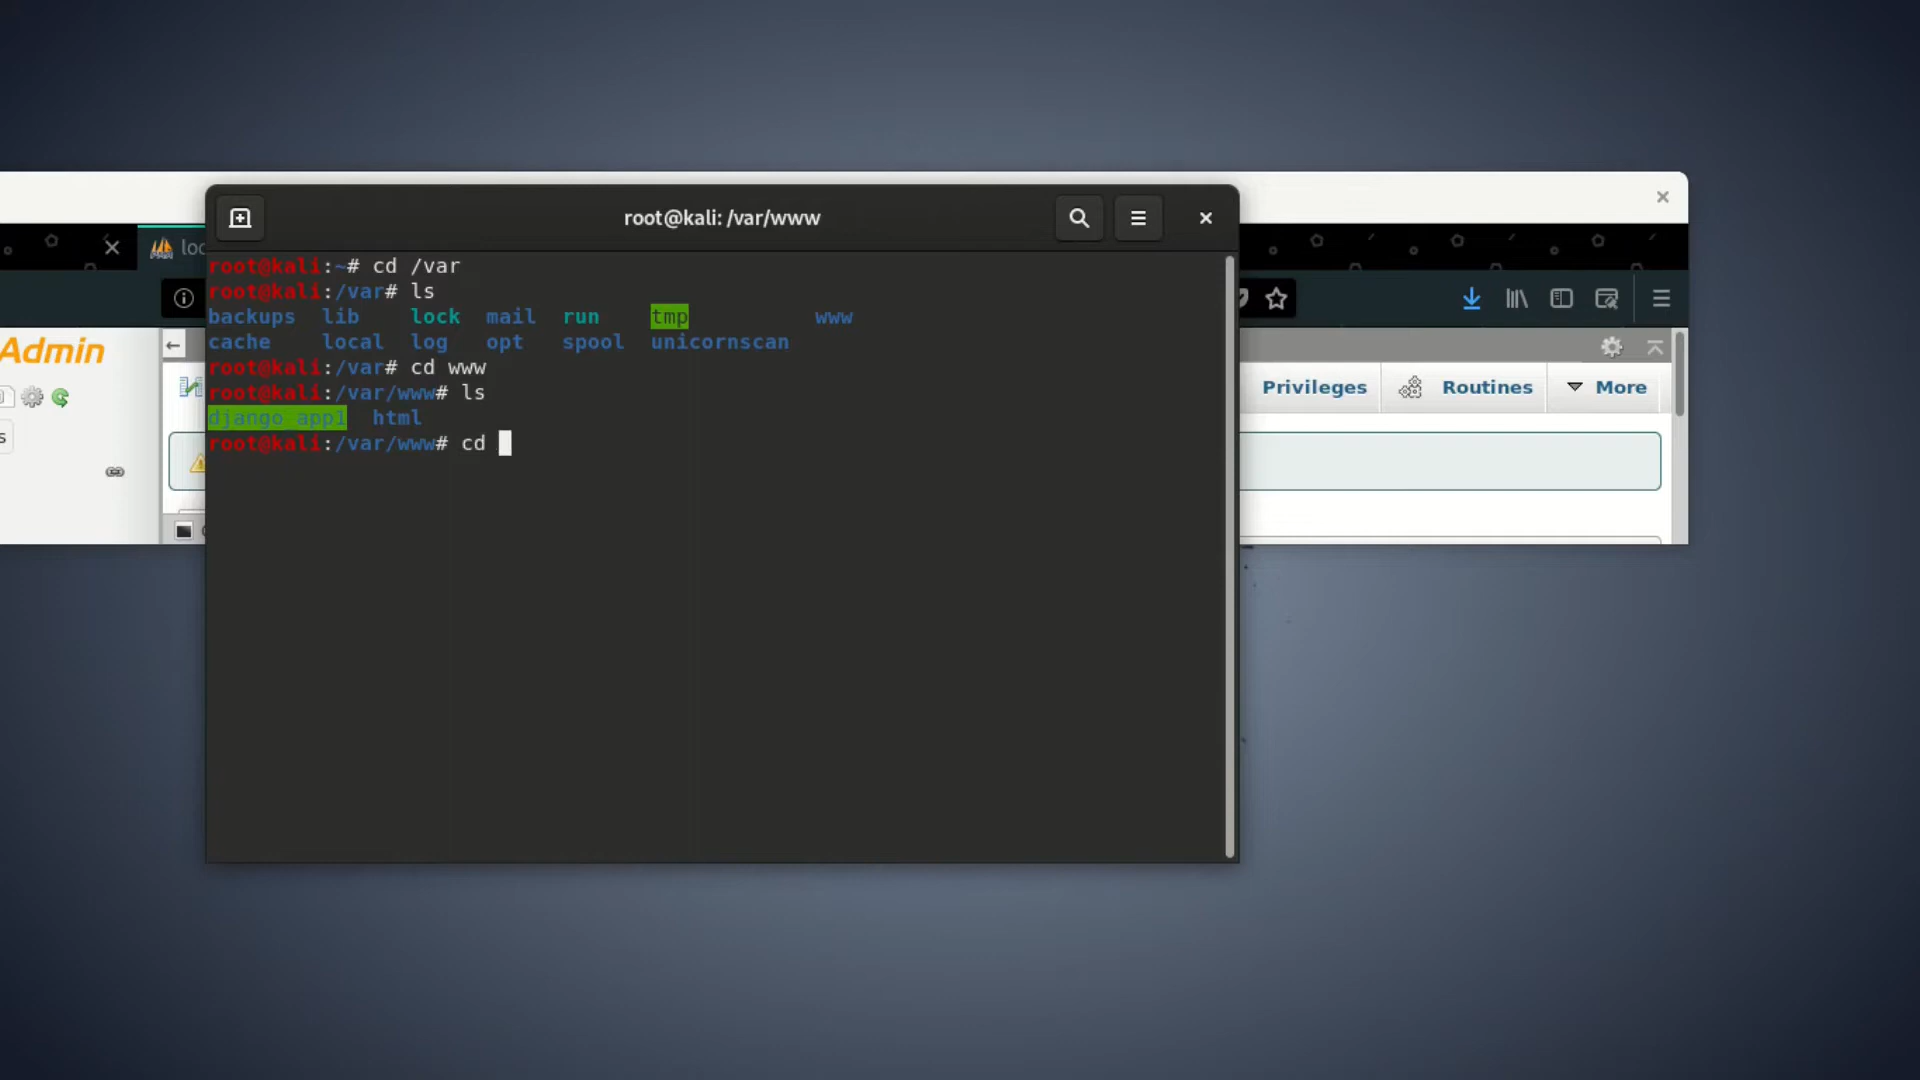 root@kali: /var/www
loc
root@kali:~# cd /var
root@kali:/var# ls
backups lib lock mail run tmp www
cache local log opt spool unicornscan
root@kali:/var# cd www
root@kali:/var/www# ls
django_app1 html
root@kali:/var/www# cd
Admin
s
Privileges Routines More